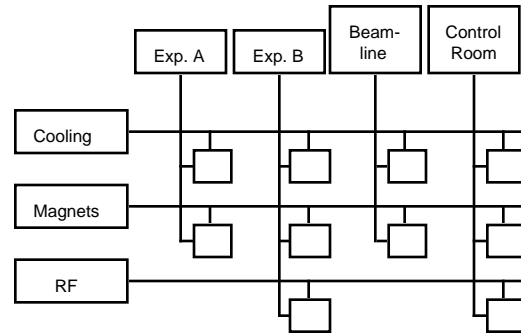 Exp. A
Exp. B
Beam-
line
Control
Room
Cooling
Magnets
RF